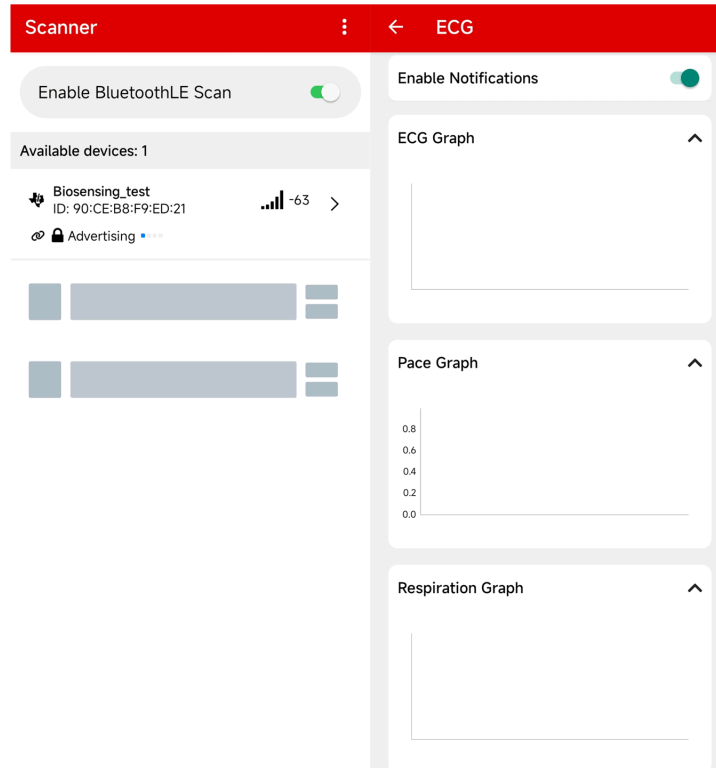 Scanner
Enable BluetoothLE Scan
Available devices: 1
Biosensing_test
ID: 90:CE:B8:F9:ED:21
-63
Advertising
ECG
Enable Notifications
ECG Graph
Pace Graph
0.8
0.6
0.4
0.2
0.0
Respiration Graph